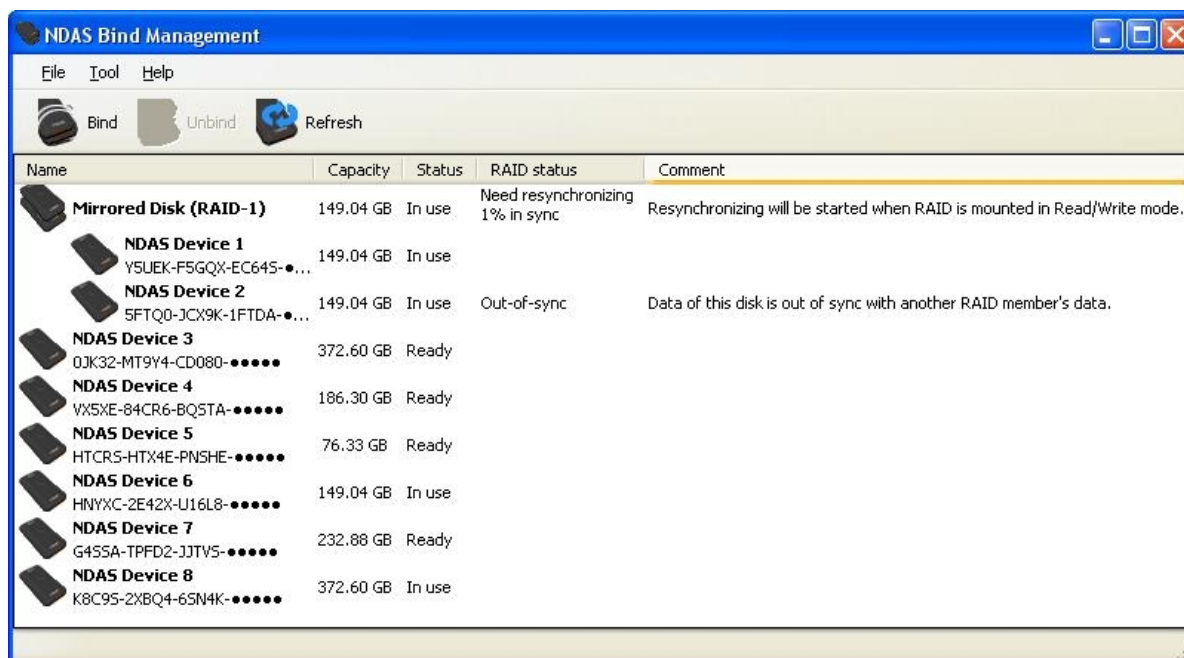 NDAS Bind Management
File Tool Help
Bind Unbind Refresh
Name Capacity Status RAID status Comment
Mirrored Disk (RAID-1) 149.04 GB In use Need resynchronizing
1% in sync Resynchronizing will be started when RAID is mounted in Read/Write mode.
NDAS Device 1
Y5UEK-F5GQX-EC64S-●... 149.04 GB In use
NDAS Device 2
5FTQ0-JCX9K-1FTDA-●... 149.04 GB In use Out-of-sync Data of this disk is out of sync with another RAID member's data.
NDAS Device 3
0JK32-MT9Y4-CD080-●●●●● 372.60 GB Ready
NDAS Device 4
VX5XE-84CR6-BQSTA-●●●●● 186.30 GB Ready
NDAS Device 5
HTCRS-HTX4E-PNSHE-●●●●● 76.33 GB Ready
NDAS Device 6
HNYXC-2E42X-U16L8-●●●●● 149.04 GB In use
NDAS Device 7
G4SSA-TPFD2-JJTVS-●●●●● 232.88 GB Ready
NDAS Device 8
K8C9S-2XBQ4-6SN4K-●●●●● 372.60 GB In use